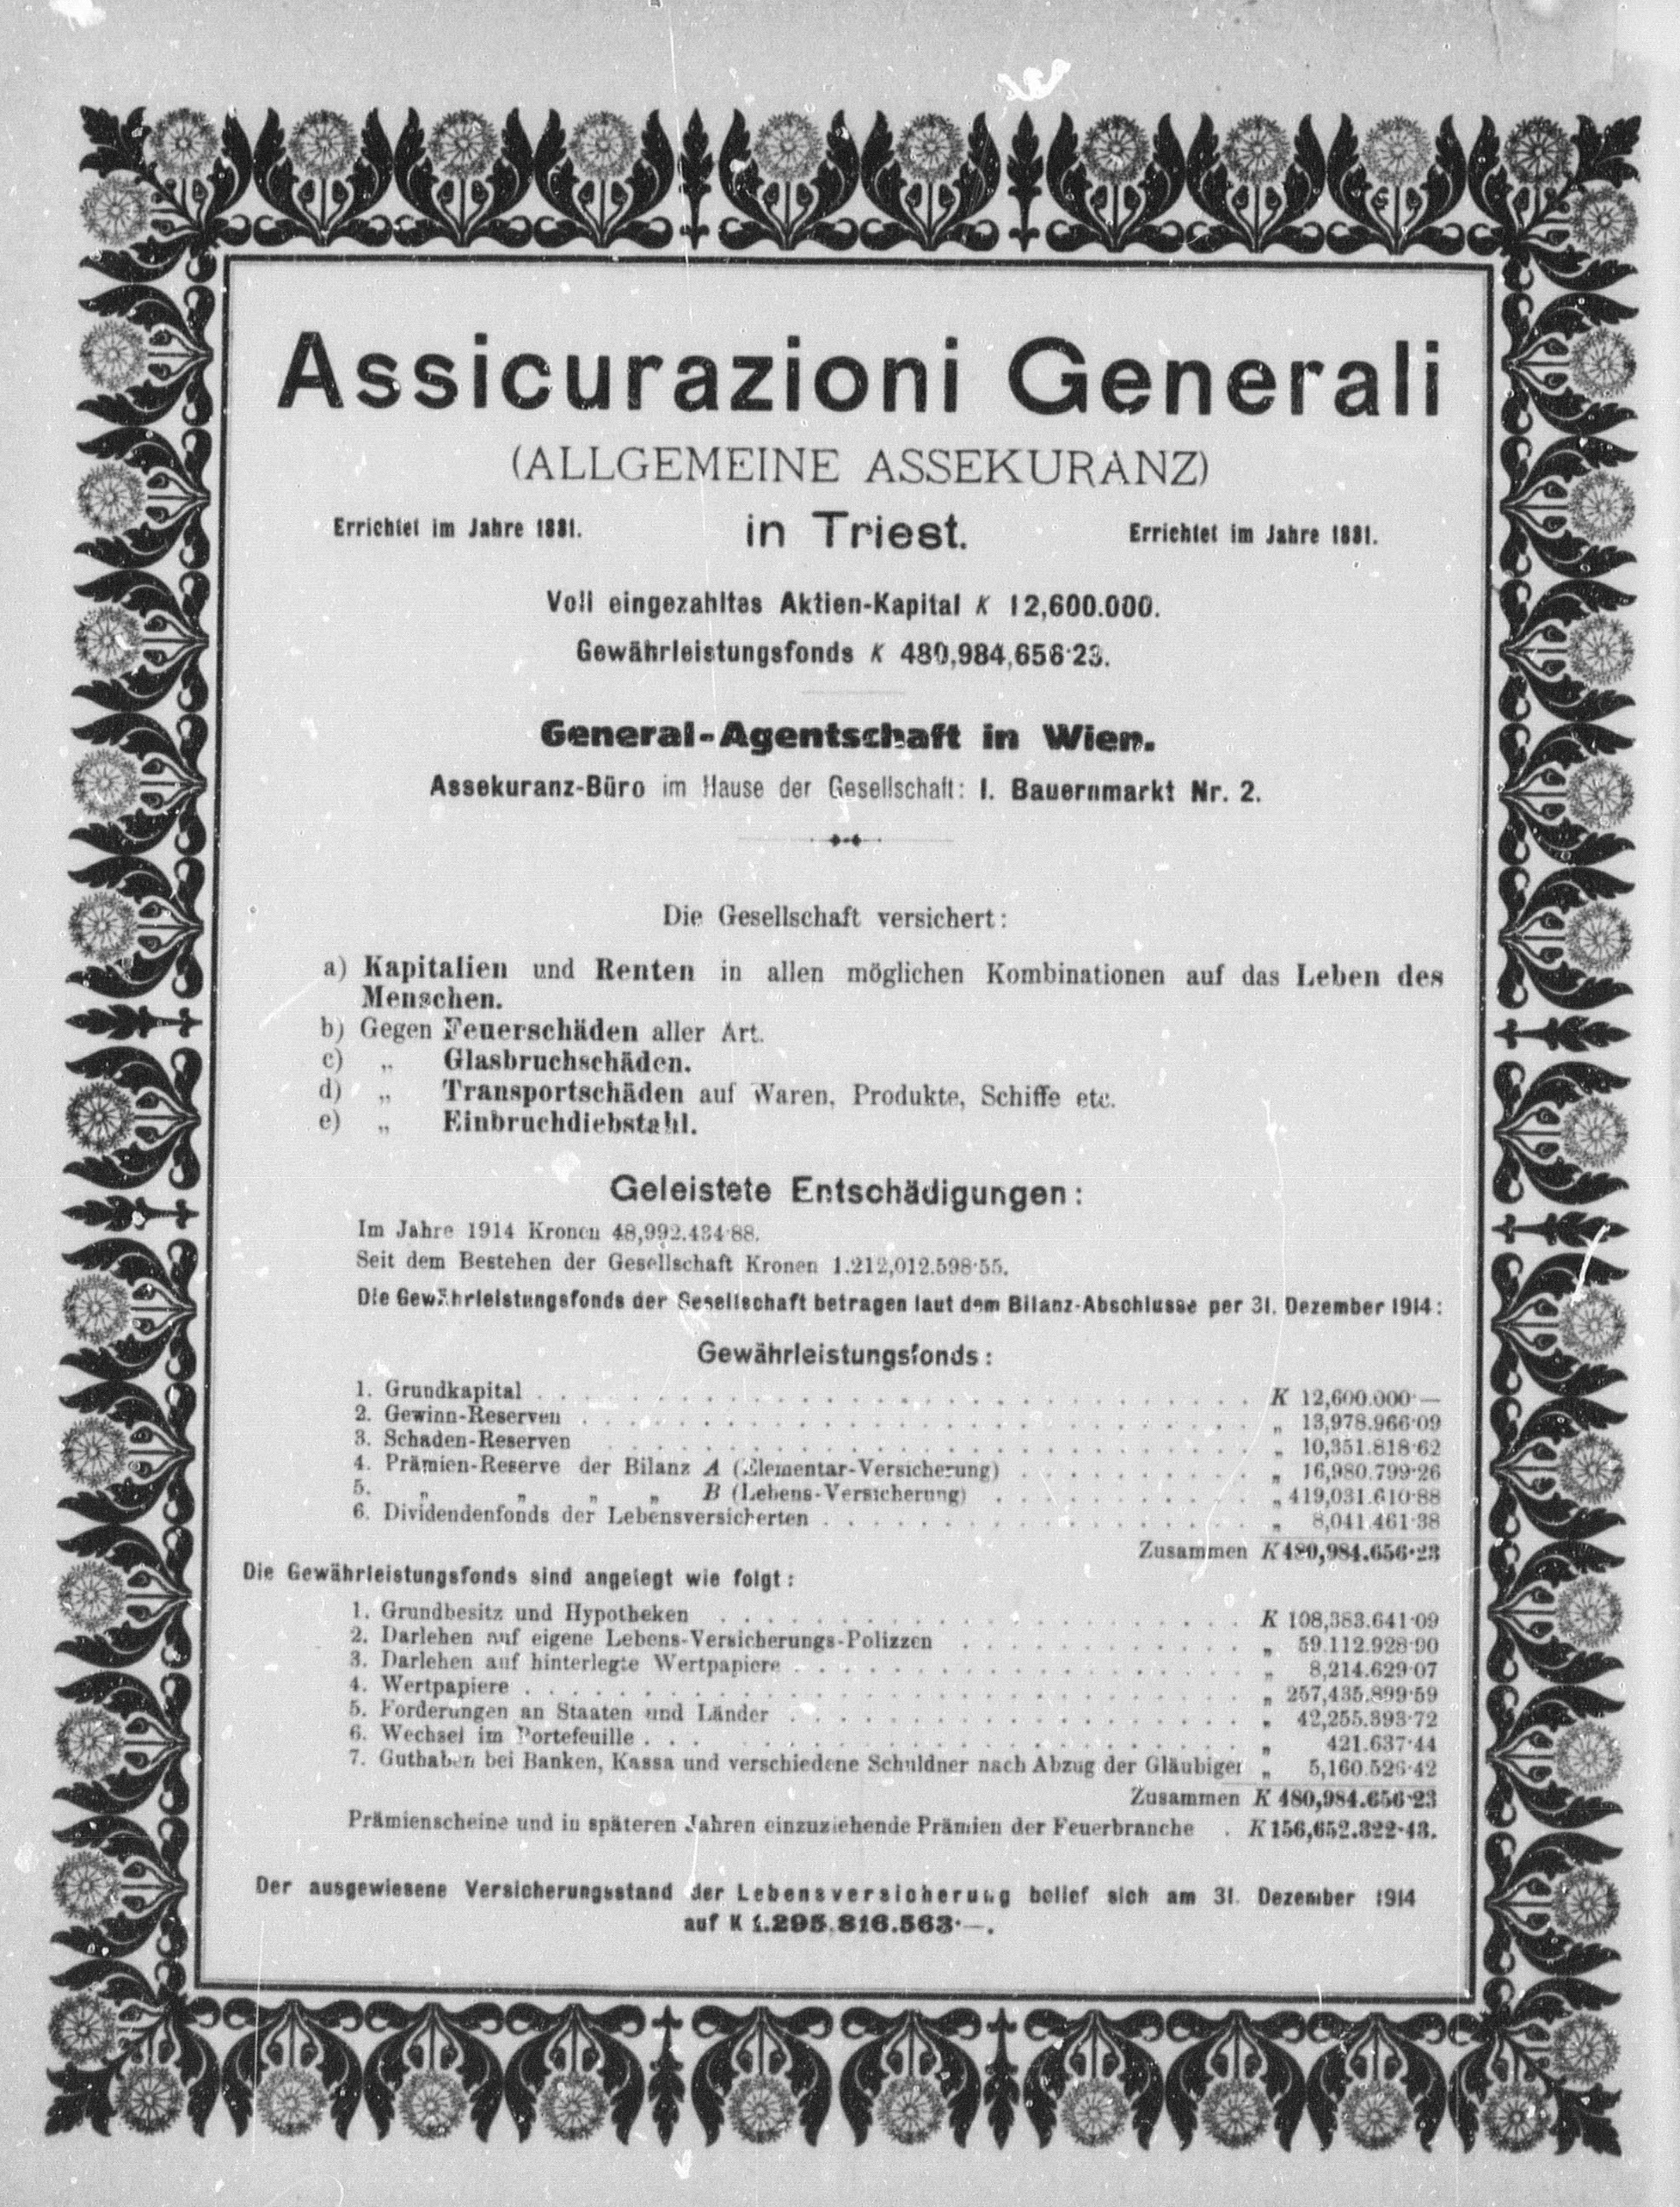 Assicurazioni Generali
(ALLGEMEINE ASSEKURANZ)
Errichtet im Jahre 1831. in Triest. Errichtet im Jahre 1831.
Voll eingezahltes Aktien-Kapital K 12,600.000.
Gewährleistungsfonds K 480,984,656·23.
General-Agentschaft in Wien.
Assekuranz-Büro im Hause der Gesellschaft: I. Bauernmarkt Nr. 2.
Die Gesellschaft versichert:
a) Kapitalien und Renten in allen möglichen Kombinationen auf das Leben des
Menschen.
b) Gegen Feuerschäden aller Art.
c) „ Glasbruchschäden.
d) „ Transportschäden auf Waren, Produkte, Schiffe etc.
e) „ Einbruchdiebstahl.
Geleistete Entschädigungen:
Im Jahre 1914 Kronen 48,992.434·88.
Seit dem Bestehen der Gesellschaft Kronen 1.212,012.598·55.
Die Gewährleistungsfonds der Gesellschaft betragen laut dem Bilanz-Abschlusse per 31. Dezember 1914:
Gewährleistungsfonds:
1. Grundkapital . . . . . K 12,600.000·—
2. Gewinn-Reserven . . . . . „ 13,978.966·09
3. Schaden-Reserven . . . . . „ 10,351.818·62
4. Prämien-Reserve der Bilanz A (Elementar-Versicherung) . . . . . „ 16,980.799·26
5. „ „ „ „ B (Lebens-Versicherung) . . . . . „ 419,031.610·88
6. Dividendenfonds der Lebensversicherten . . . . . „ 8,041.461·38
Zusammen K 480,984.656·23
Die Gewährleistungsfonds sind angelegt wie folgt:
1. Grundbesitz und Hypotheken . . . . . K 108,383.641·09
2. Darlehen auf eigene Lebens-Versicherungs-Polizzen . . . . . „ 59.112.928·90
3. Darlehen auf hinterlegte Wertpapiere . . . . . „ 8,214.629·07
4. Wertpapiere . . . . . „ 257,435.899·59
5. Forderungen an Staaten und Länder . . . . . „ 42,255.393·72
6. Wechsel im Portefeuille . . . . . „ 421.637·44
7. Guthaben bei Banken, Kassa und verschiedene Schuldner nach Abzug der Gläubiger „ 5,160.526·42
Zusammen K 480,984.656·23
Prämienscheine und in späteren Jahren einzuziehende Prämien der Feuerbranche . K 156,652.322·43.
Der ausgewiesene Versicherungsstand der Lebensversicherung belief sich am 31. Dezember 1914
auf K 1.295.816.563·—.